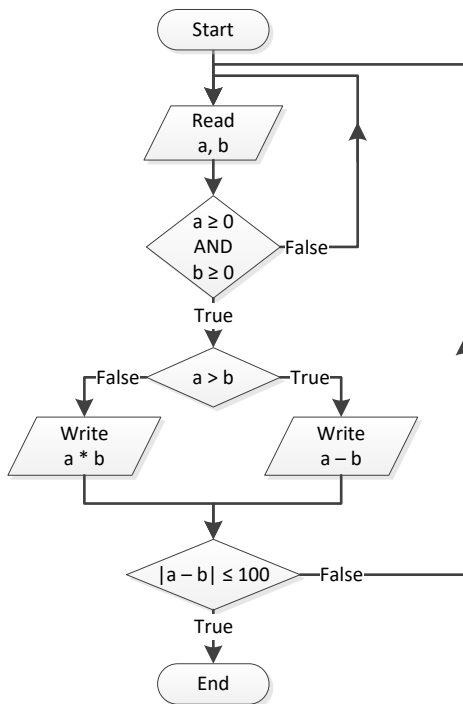 Start
Read
a, b
a ≥ 0
AND
b ≥ 0
False
True
False
a > b
True
Write
a * b
Write
a – b
|a – b| ≤ 100
False
True
End